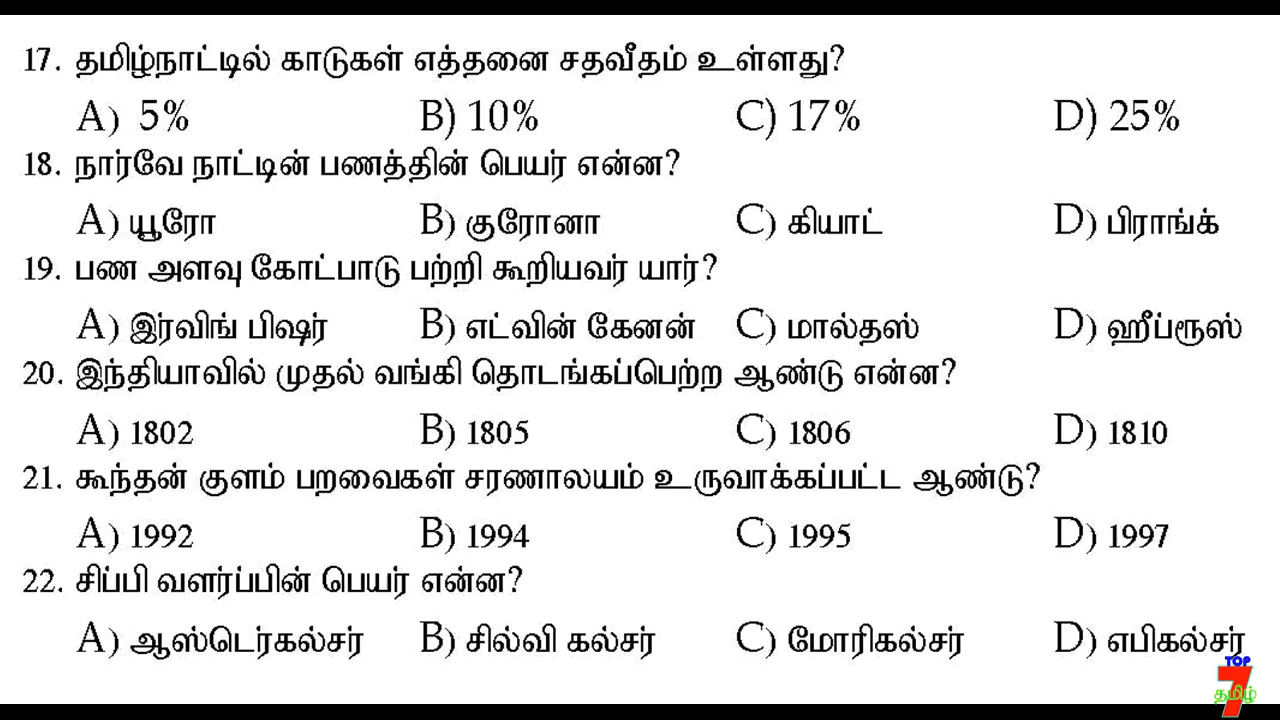 17. தமிழ்நாட்டில் காடுகள் எத்தனை சதவீதம் உள்ளது?
A) 5% B) 10% C) 17% D) 25%
18. நார்வே நாட்டின் பணத்தின் பெயர் என்ன?
A) யூரோ B) குரோனா C) கியாட் D) பிராங்க்
19. பண அளவு கோட்பாடு பற்றி கூறியவர் யார்?
A) இர்விங் பிஷர் B) எட்வின் கேனன் C) மால்தஸ் D) ஹீப்ரூஸ்
20. இந்தியாவில் முதல் வங்கி தொடங்கப்பெற்ற ஆண்டு என்ன?
A) 1802 B) 1805 C) 1806 D) 1810
21. கூந்தன் குளம் பறவைகள் சரணாலயம் உருவாக்கப்பட்ட ஆண்டு?
A) 1992 B) 1994 C) 1995 D) 1997
22. சிப்பி வளர்ப்பின் பெயர் என்ன?
A) ஆஸ்டெர்கல்சர் B) சில்வி கல்சர் C) மோரிகல்சர் D) எபிகல்சர்
TOP
7
தமிழ்